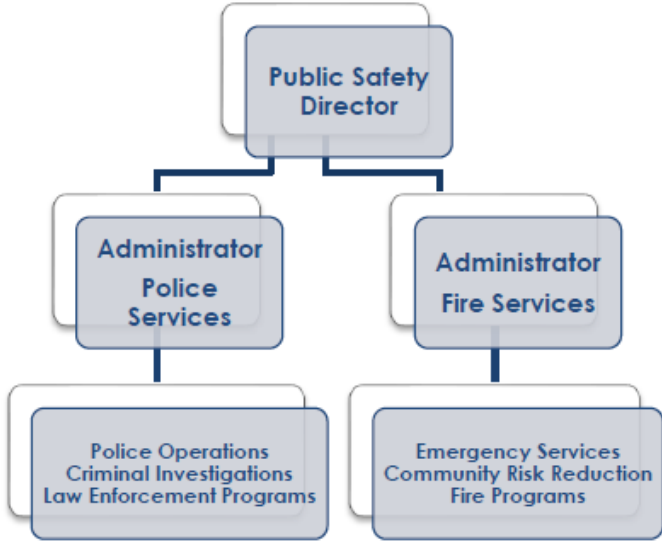 Public Safety
Director
Administrator
Police
Services
Administrator
Fire Services
Police Operations
Criminal Investigations
Law Enforcement Programs
Emergency Services
Community Risk Reduction
Fire Programs